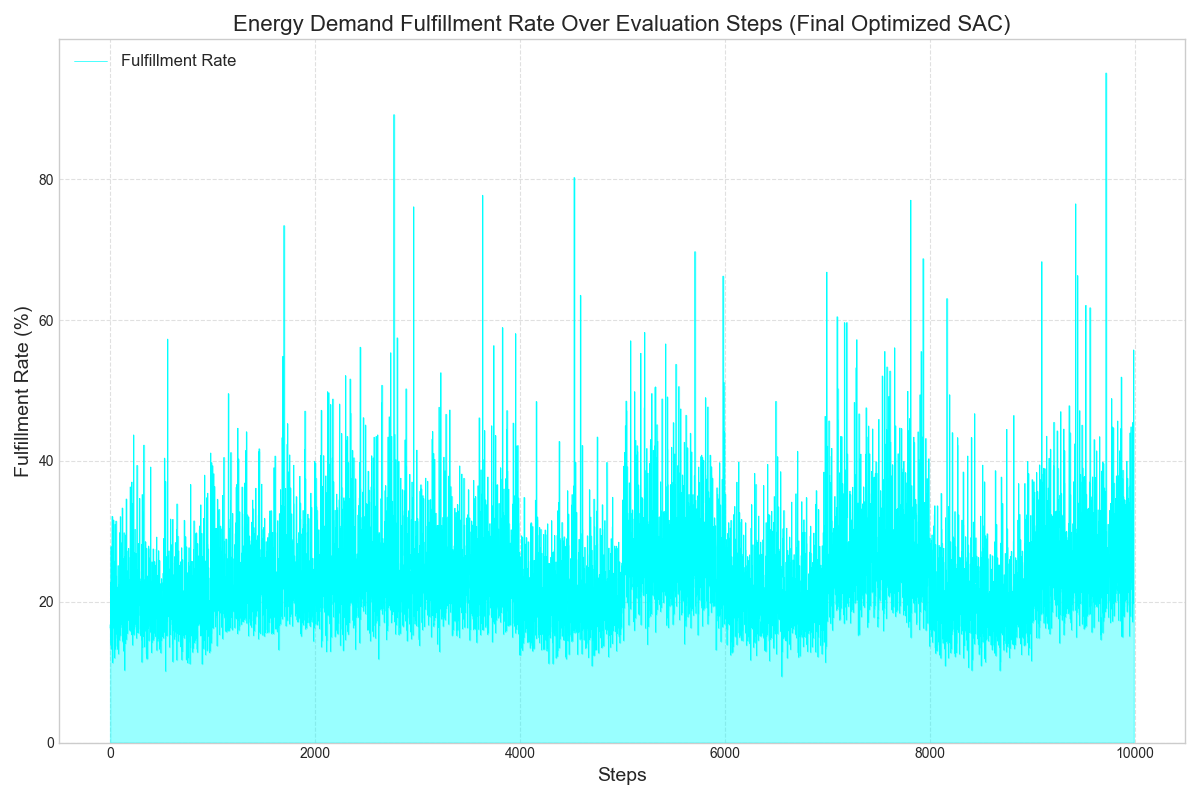 Energy Demand Fulfillment Rate Over Evaluation Steps (Final Optimized SAC)
Fulfillment Rate
Fulfillment Rate (%)
80
60
40
20
0
0 2000 4000 6000 8000 10000
Steps